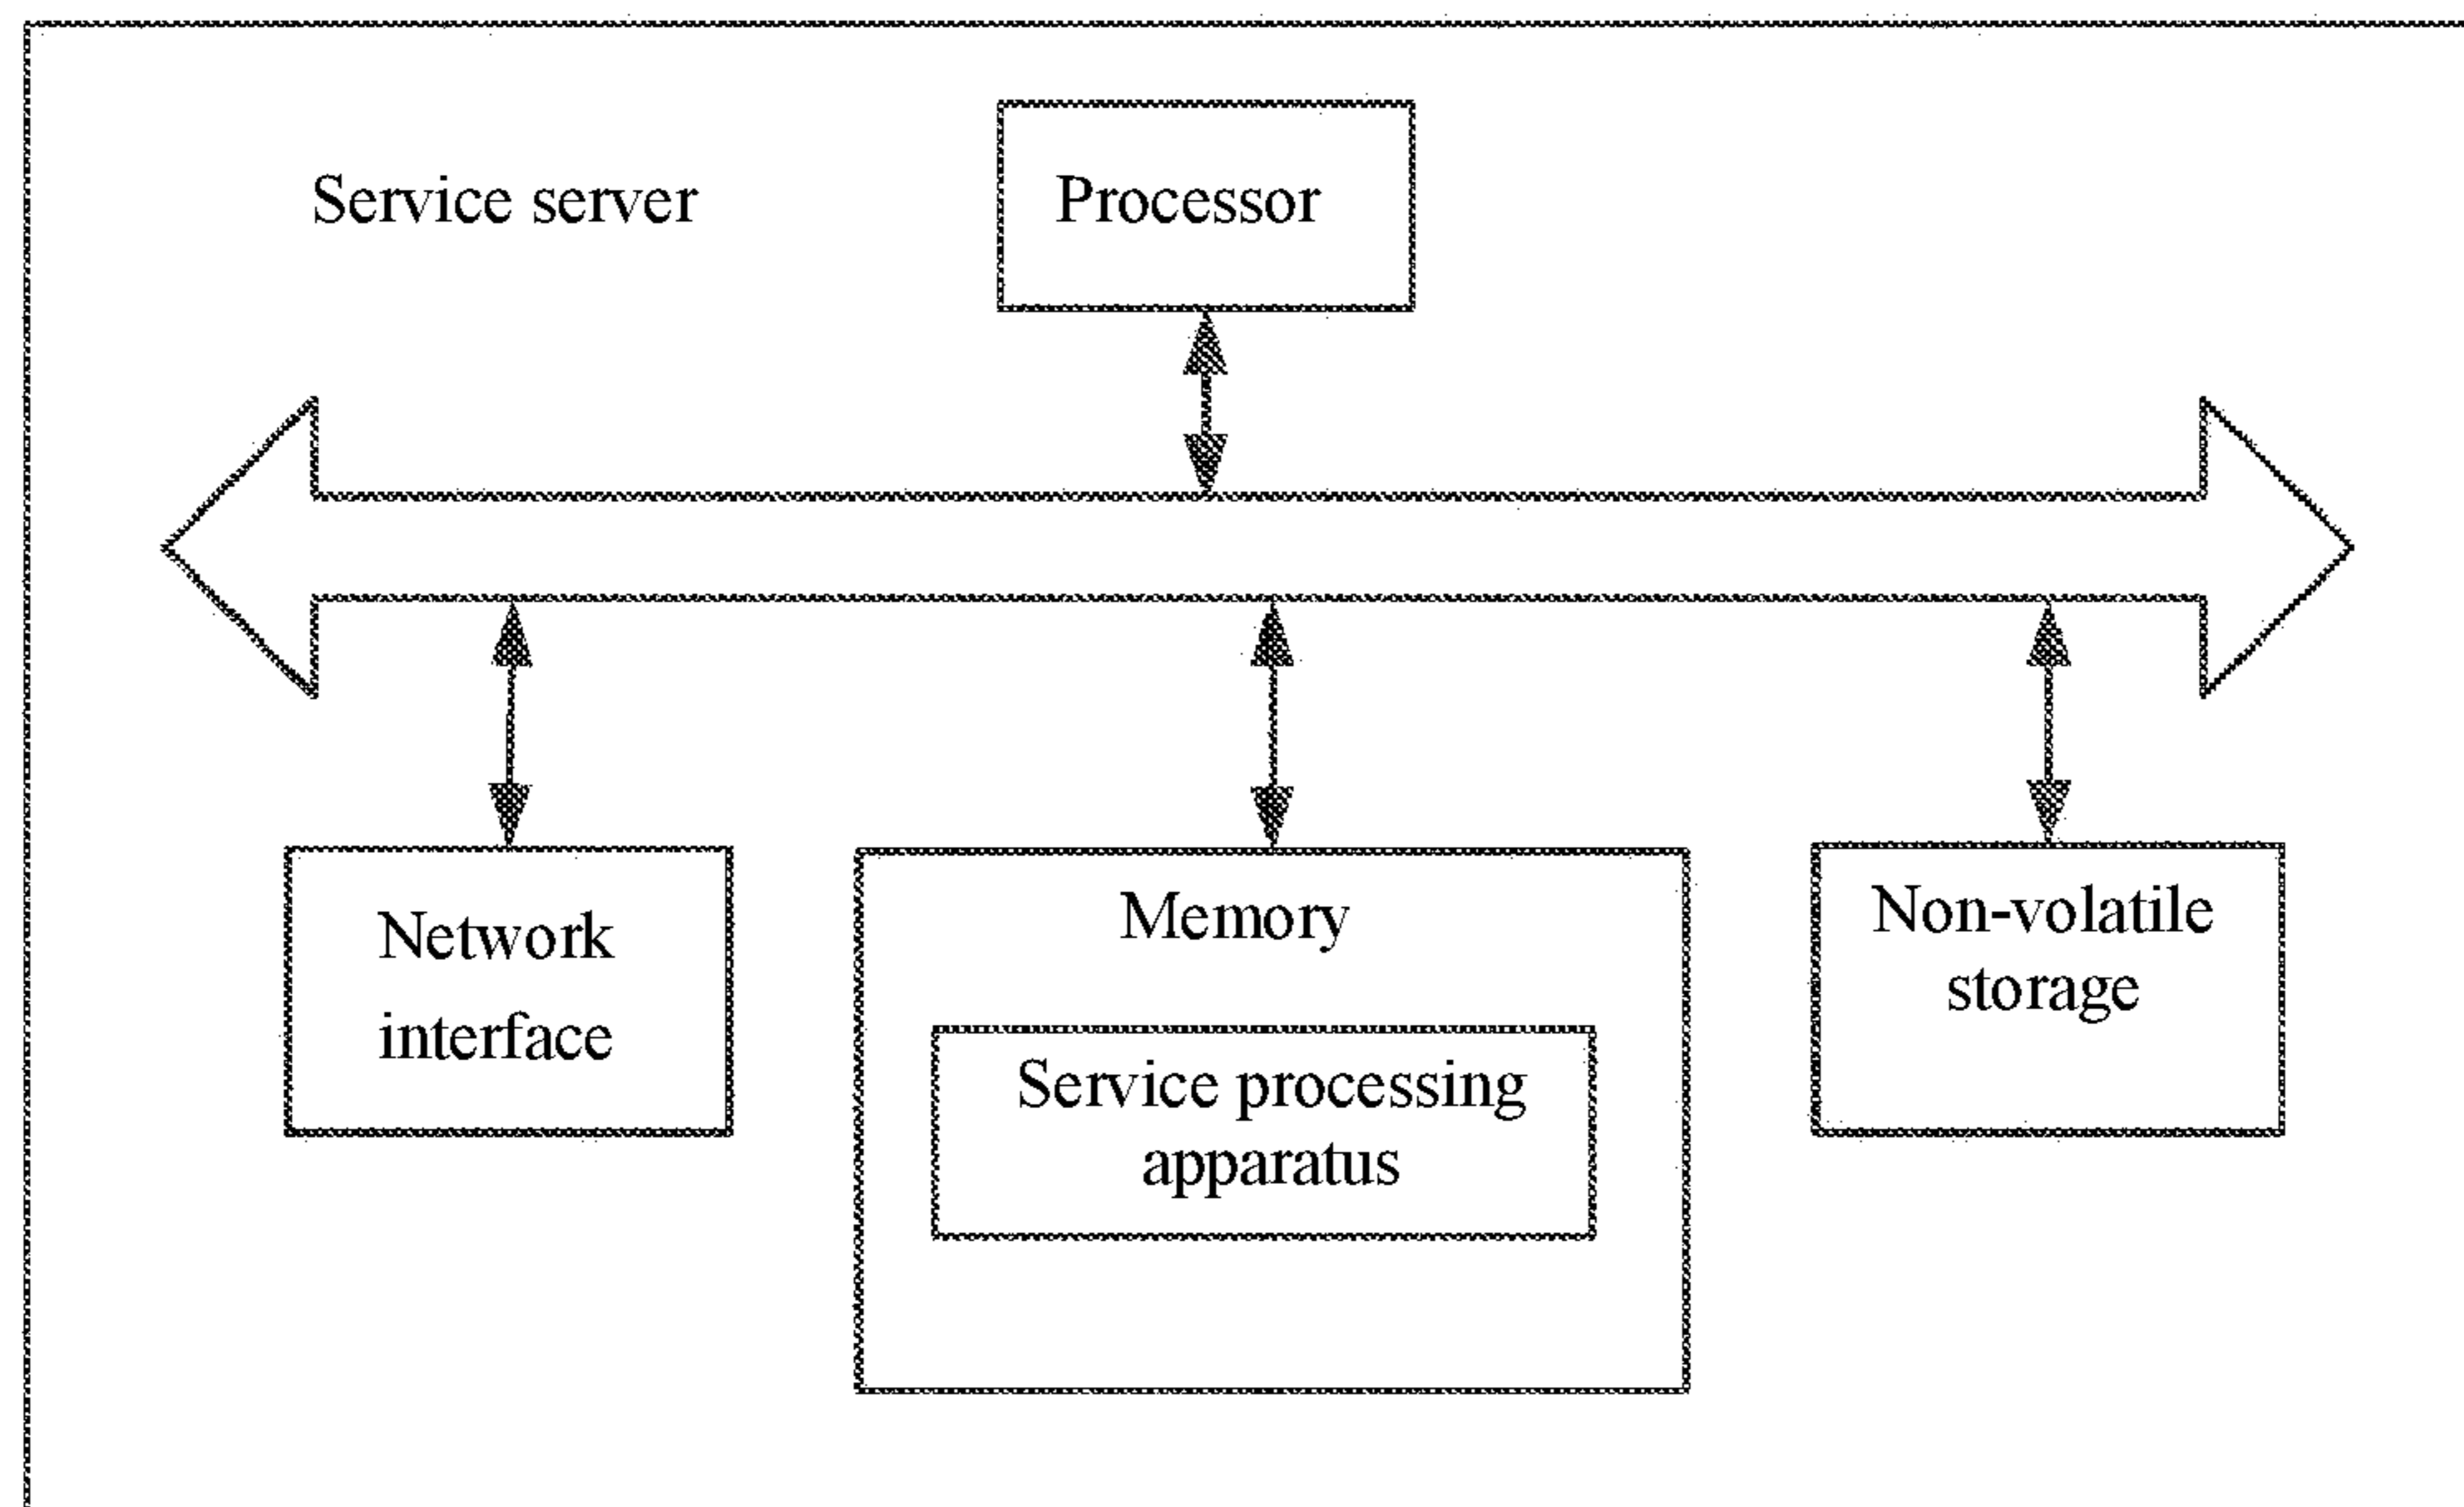 Service server
Processor
Network
interface
Memory
Service processing
apparatus
Non-volatile
storage